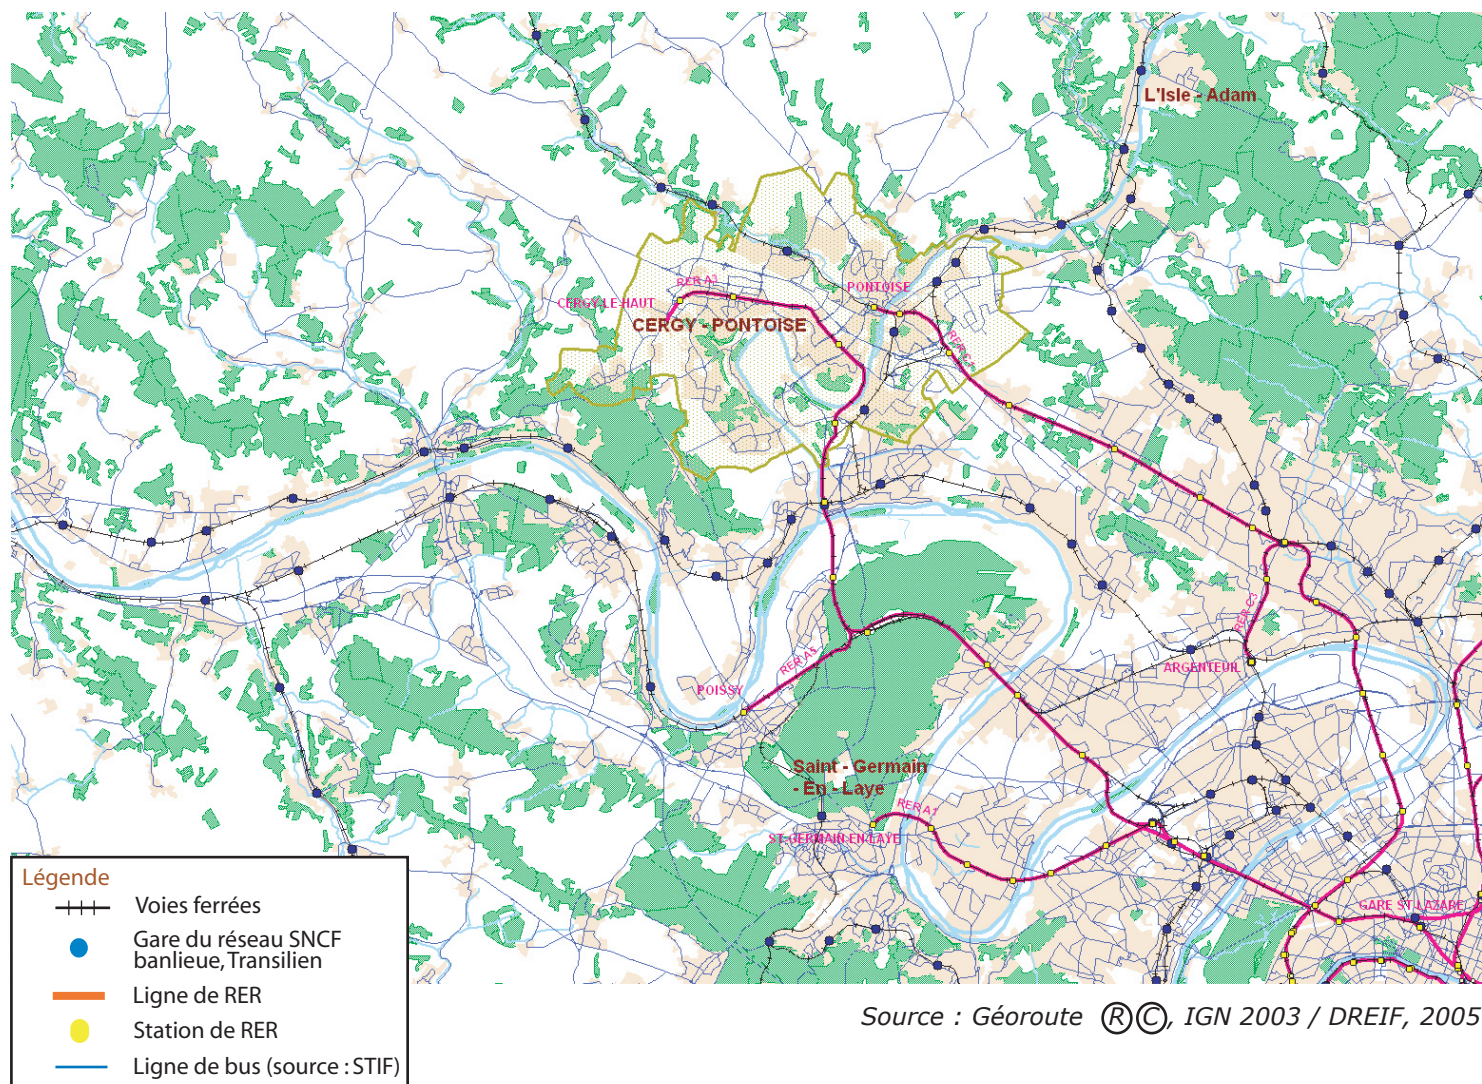 L'Isle - Adam
RER A3
PONTOISE
CERGY-LE-HAUT
CERGY - PONTOISE
RER C3
RER A5
POISSY
ARGENTEUIL
Saint - Germain
- En - Laye
RER A1
ST-GERMAIN-EN-LAYE
GARE ST-LAZARE
Légende
Voies ferrées
Gare du réseau SNCF
banlieue, Transilien
Ligne de RER
Station de RER
Ligne de bus (source : STIF)
Source : Géoroute ®©, IGN 2003 / DREIF, 2005